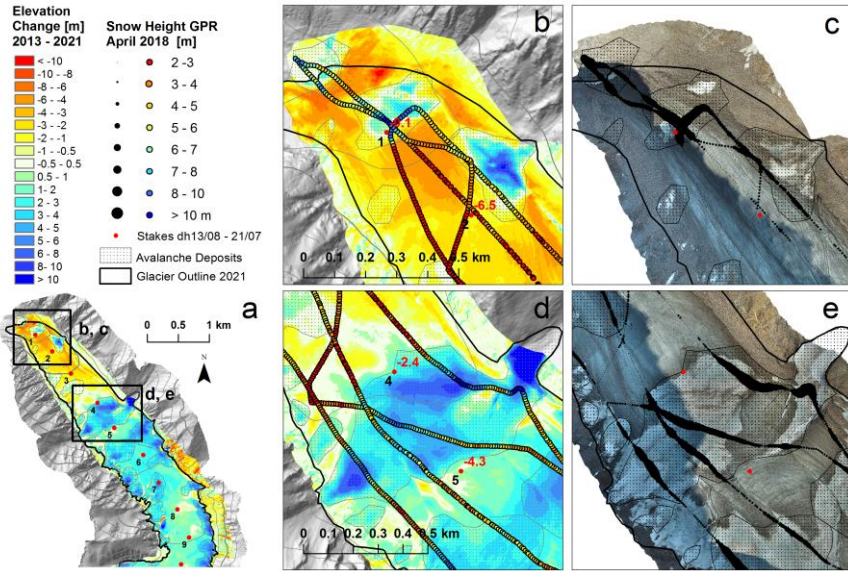 Elevation
Change [m]
2013 - 2021
< -10
-10 - -8
-8 - -6
-6 - -4
-4 - -3
-3 - -2
-2 - -1
-1 - -0.5
-0.5 - 0.5
0.5 - 1
1- 2
2 - 3
3 - 4
4 - 5
5 - 6
6 - 8
8- 10
> 10
Snow Height GPR
April 2018 [m]
2 - 3
3 - 4
4 - 5
5 - 6
6 - 7
7 - 8
8 - 10
> 10 m
Stakes dh13/08 - 21/07
Avalanche Deposits
Glacier Outline 2021
a
0 0.5 1 km
N
b, c
d, e
1
2
3
4
5
6
8
9
b
1
-6.5
2
0 0.1 0.2 0.3 0.4 0.5 km
c
d
-2.4
4
-4.3
5
0 0.1 0.2 0.3 0.4 0.5 km
e